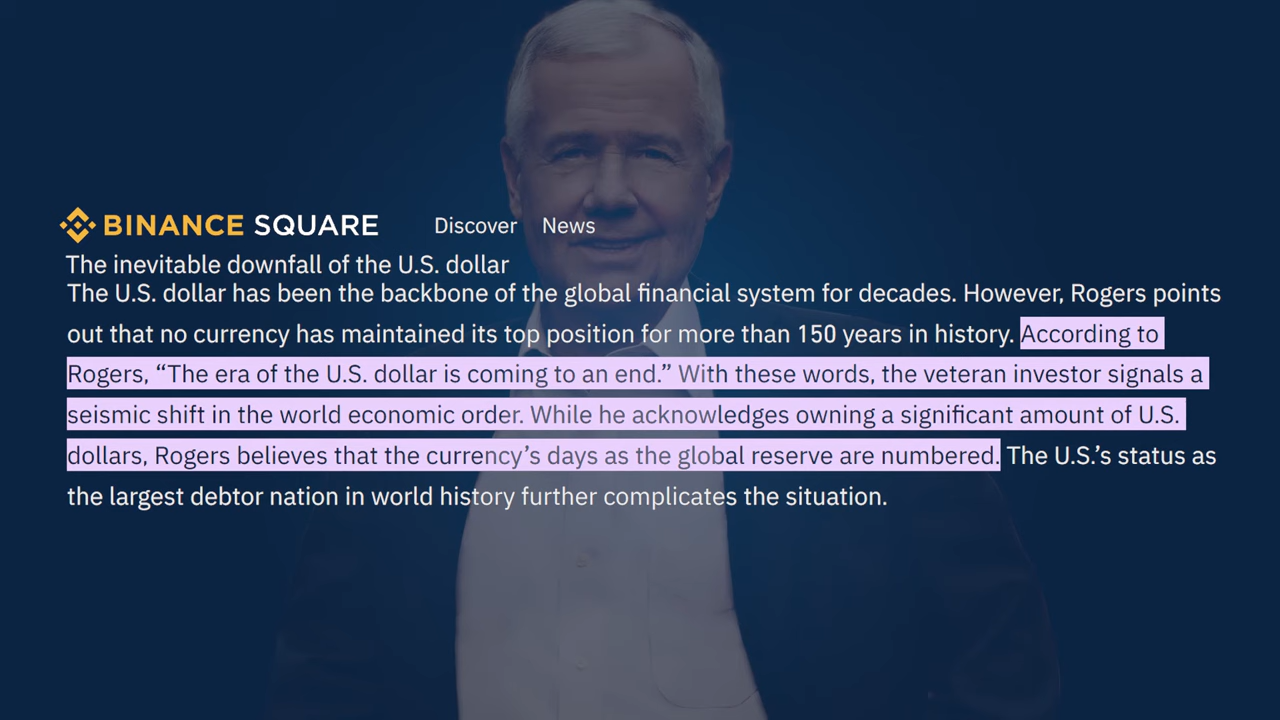 BINANCE SQUARE Discover News
The inevitable downfall of the U.S. dollar
The U.S. dollar has been the backbone of the global financial system for decades. However, Rogers points
out that no currency has maintained its top position for more than 150 years in history. According to
Rogers, “The era of the U.S. dollar is coming to an end.” With these words, the veteran investor signals a
seismic shift in the world economic order. While he acknowledges owning a significant amount of U.S.
dollars, Rogers believes that the currency’s days as the global reserve are numbered. The U.S.’s status as
the largest debtor nation in world history further complicates the situation.